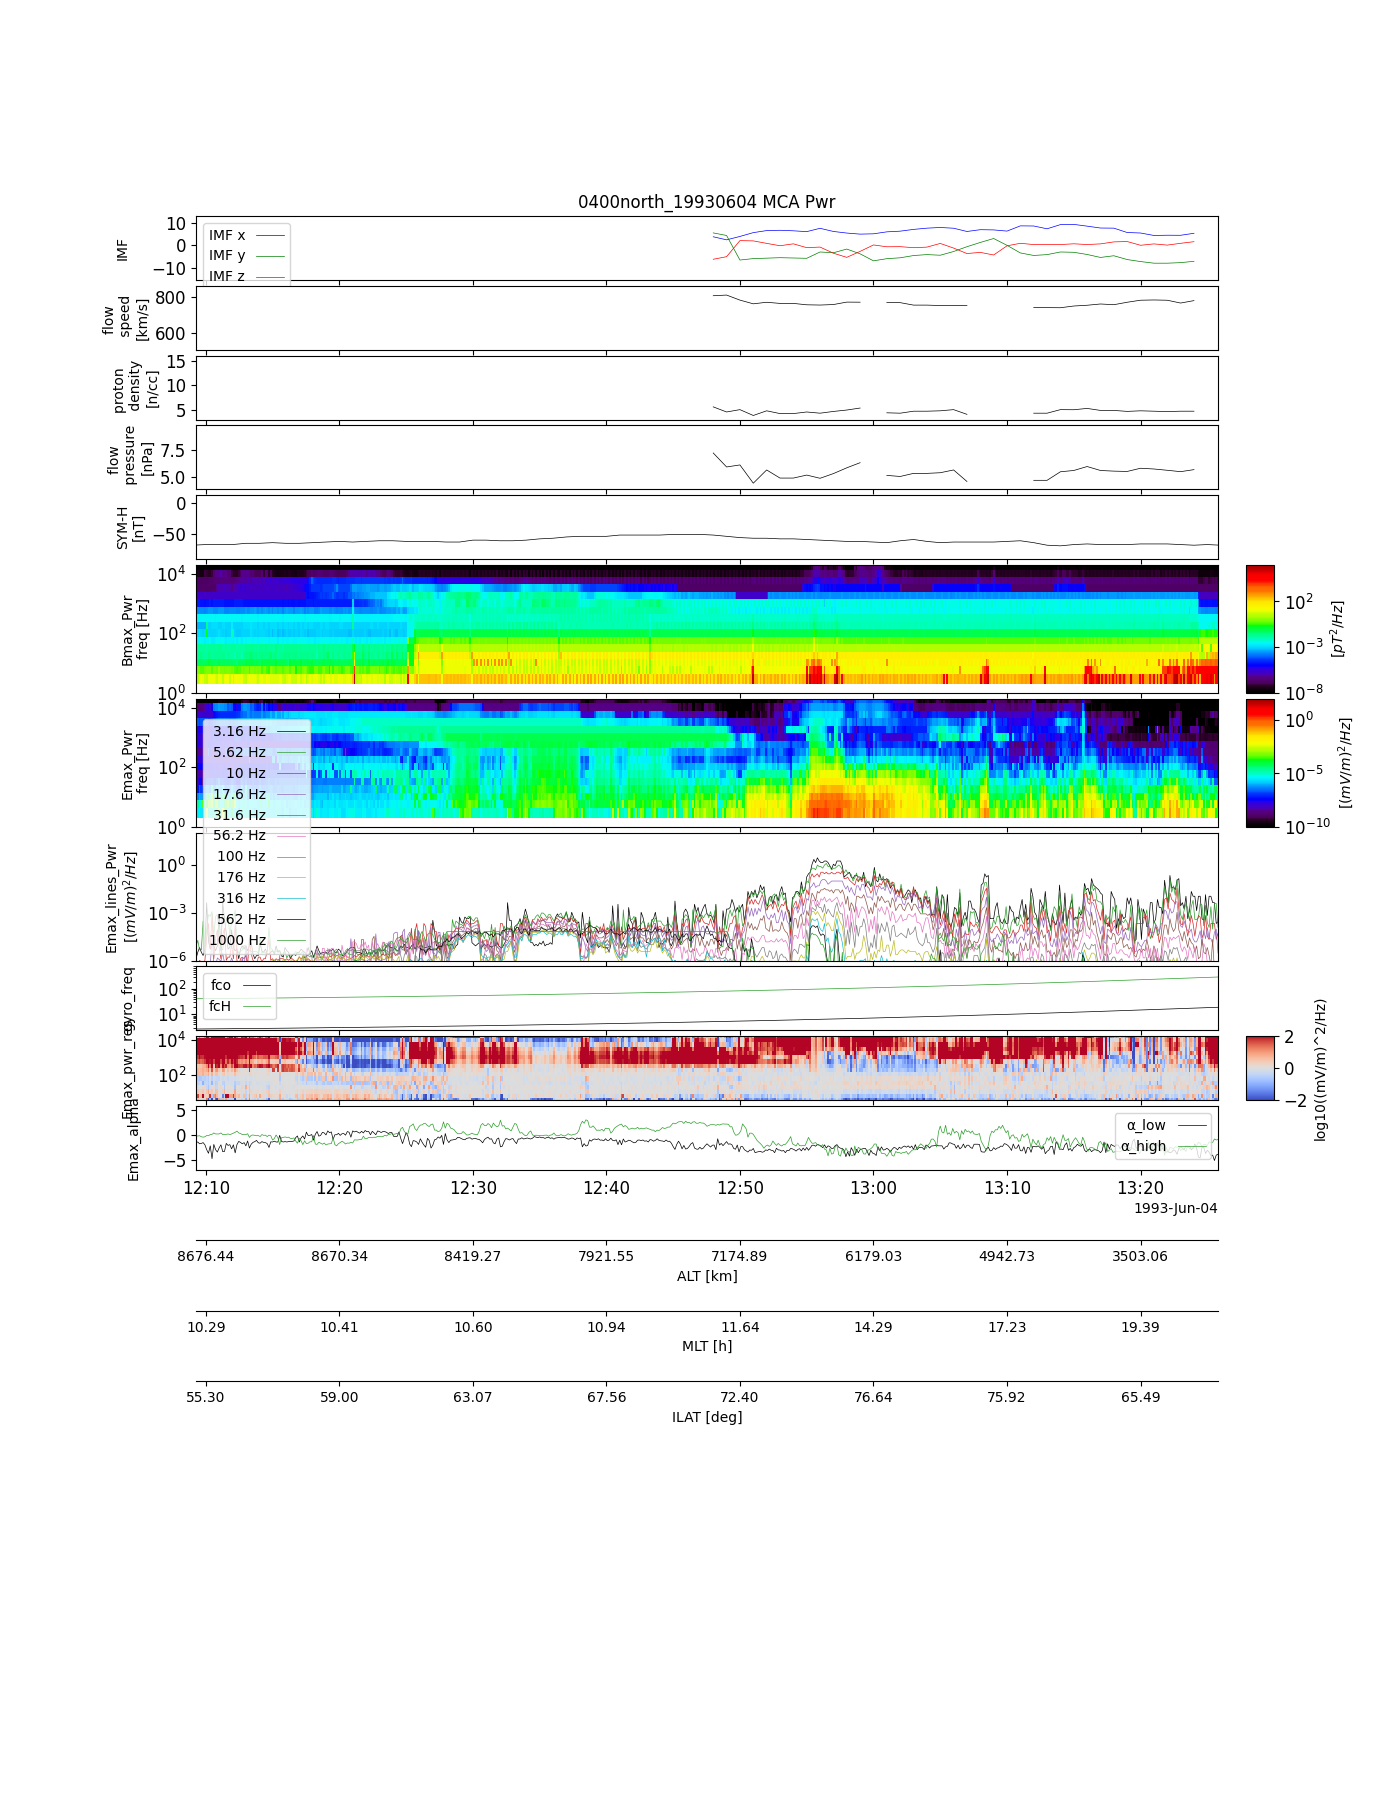 0400north_19930604 MCA Pwr
IMF
10
0
−10
IMF x
IMF y
IMF z
flow
speed
[km/s]
800
600
proton
density
[n/cc]
15
10
5
flow
pressure
[nPa]
7.5
5.0
SYM-H
[nT]
0
−50
Bmax_Pwr
freq [Hz]
10^4
10^2
10^0
10^2
10^−3
10^−8
[pT^2/Hz]
Emax_Pwr
freq [Hz]
10^4
10^2
10^0
10^0
10^−5
10^−10
[(mV/m)^2/Hz]
3.16 Hz
5.62 Hz
10 Hz
17.6 Hz
31.6 Hz
56.2 Hz
100 Hz
176 Hz
316 Hz
562 Hz
1000 Hz
Emax_lines_Pwr
[(mV/m)^2/Hz]
10^0
10^−3
10^−6
gyro_freq
10^2
10^1
fco
fcH
Emax_pwr_reg
10^4
10^2
2
0
−2
log10((mV/m)^2/Hz)
Emax_alpha
5
0
−5
α_low
α_high
12:10 12:20 12:30 12:40 12:50 13:00 13:10 13:20
1993-Jun-04
8676.44 8670.34 8419.27 7921.55 7174.89 6179.03 4942.73 3503.06
ALT [km]
10.29 10.41 10.60 10.94 11.64 14.29 17.23 19.39
MLT [h]
55.30 59.00 63.07 67.56 72.40 76.64 75.92 65.49
ILAT [deg]